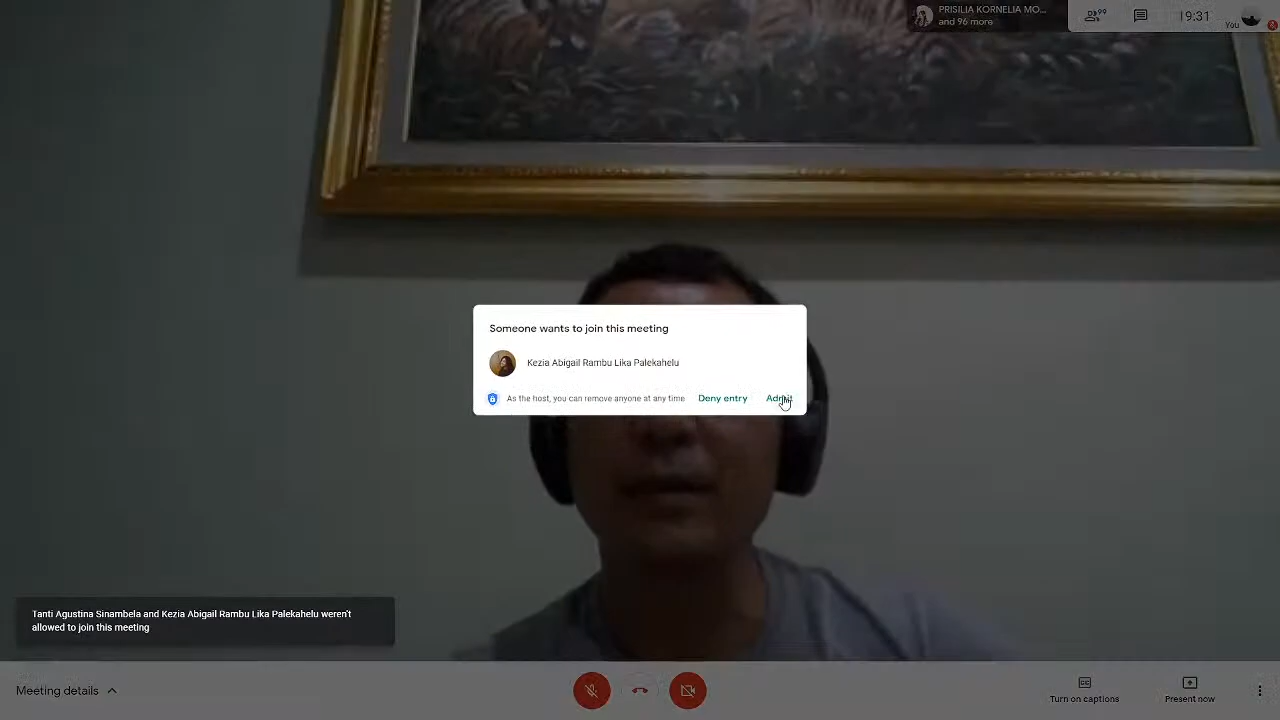 PRISILIA KORNELIA MO...
and 96 more
99
19:31
You
Someone wants to join this meeting
Kezia Abigail Rambu Lika Palekahelu
As the host, you can remove anyone at any time
Deny entry
Admit
Tanti Agustina Sinambela and Kezia Abigail Rambu Lika Palekahelu weren't
allowed to join this meeting
Meeting details
Turn on captions
Present now